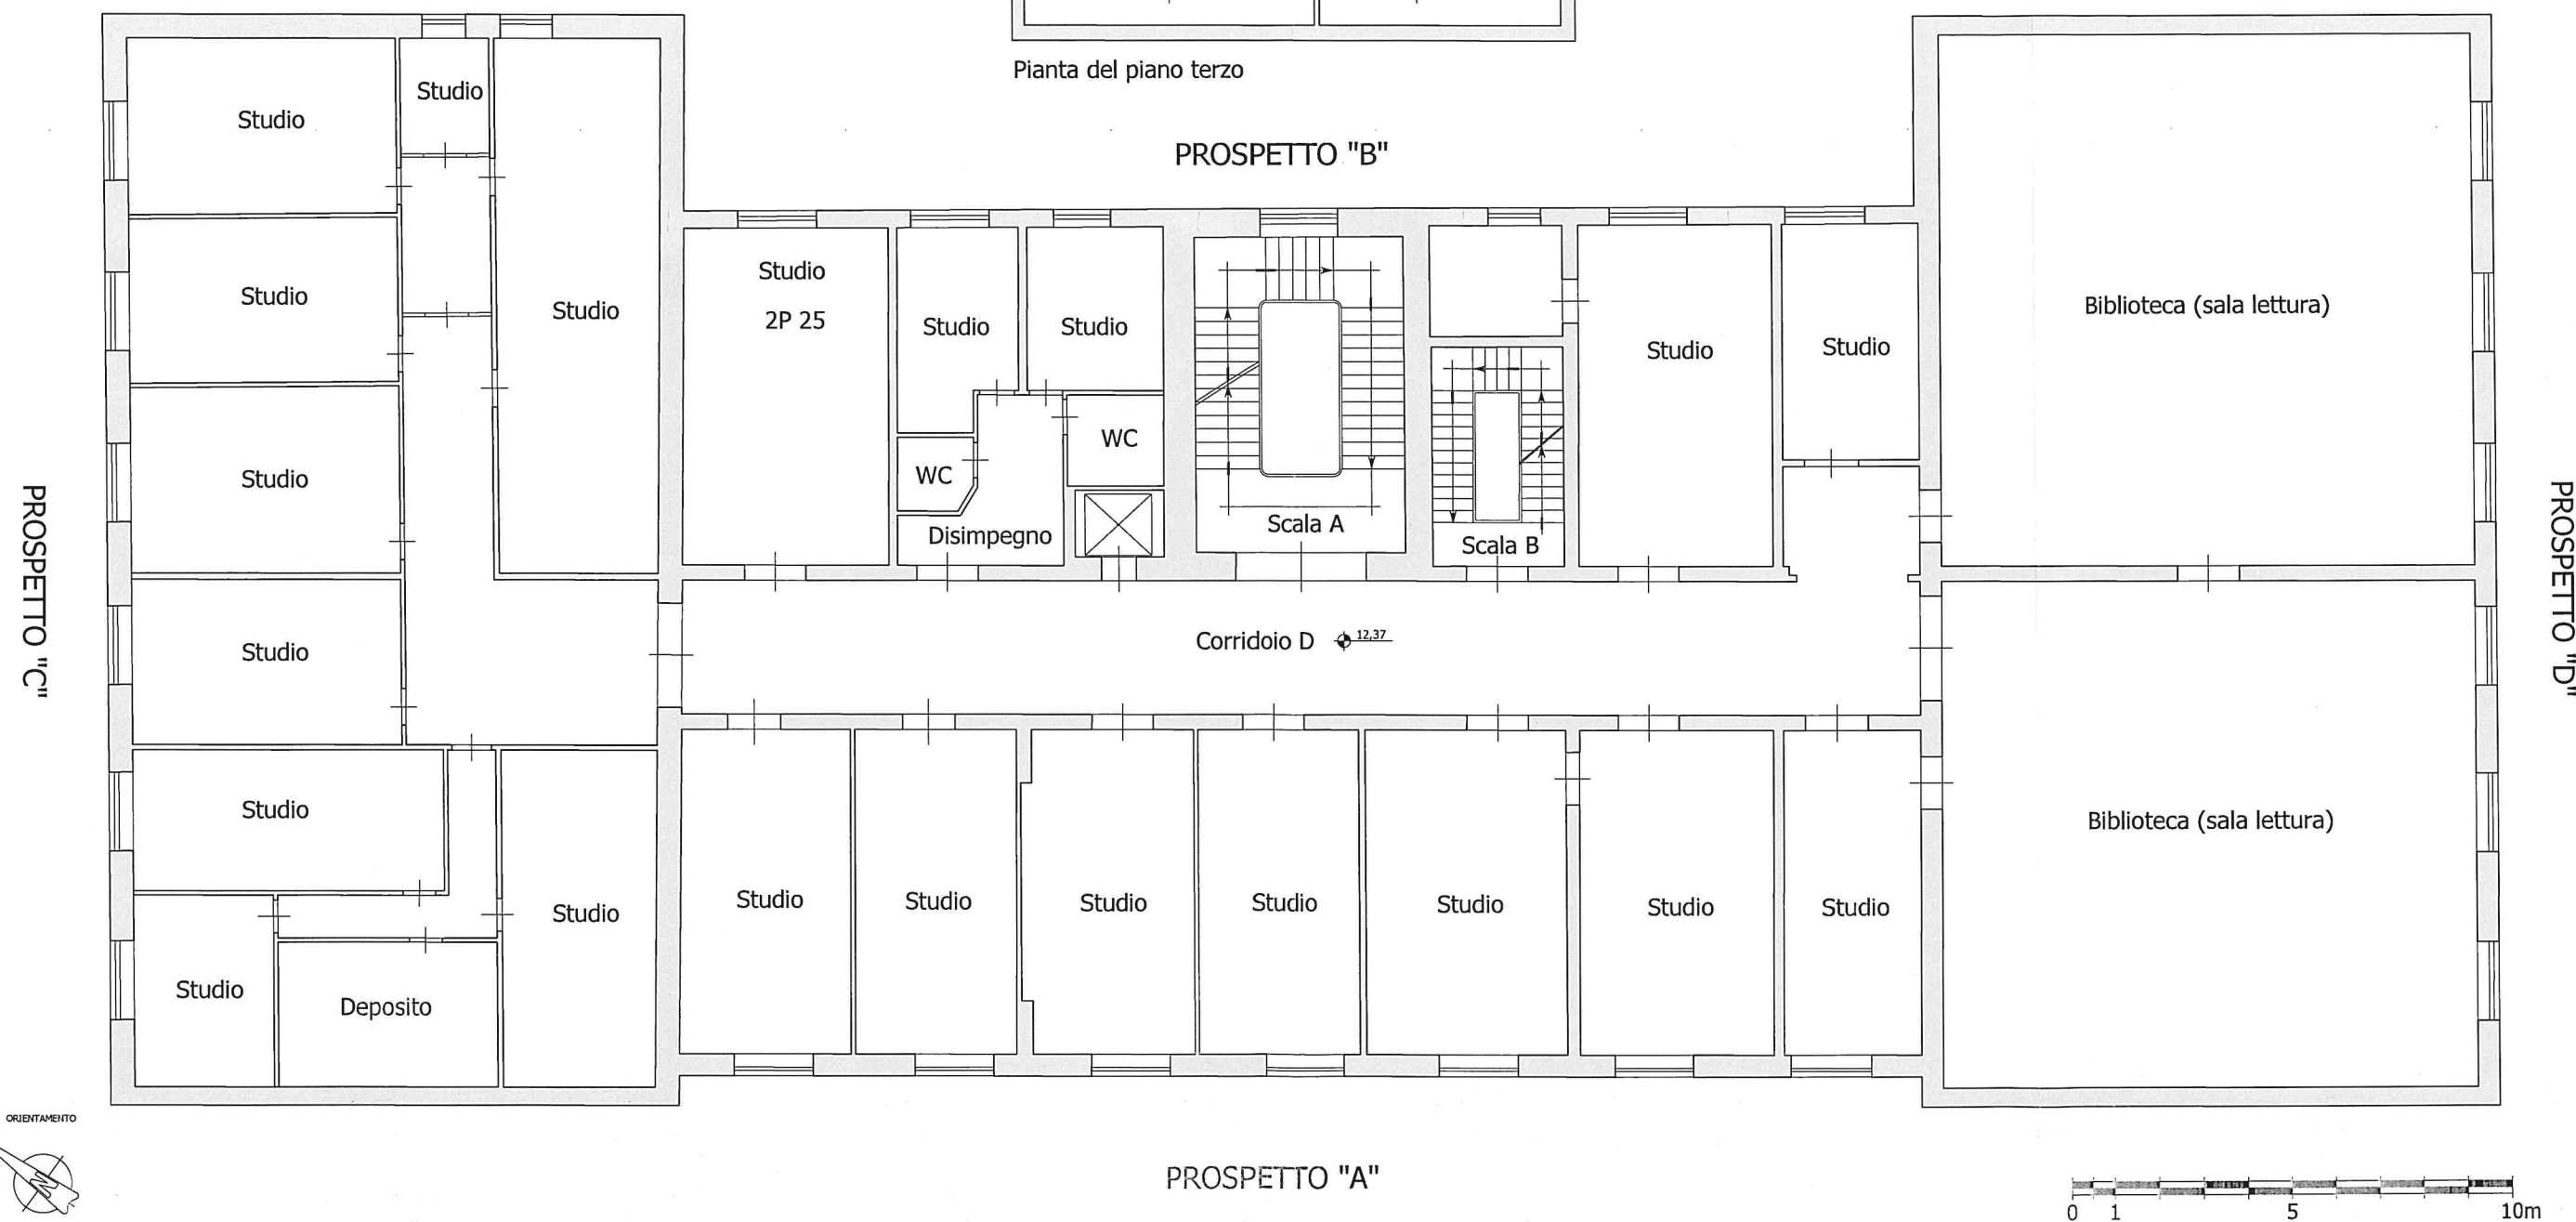 Pianta del piano terzo
PROSPETTO "B"
Studio
Studio
Studio
Studio
Studio
Studio
Studio
Studio
Studio
Deposito
Studio
Studio
2P 25
Studio
Studio
WC
WC
Disimpegno
Scala A
Scala B
Studio
Studio
Biblioteca (sala lettura)
PROSPETTO "C"
Corridoio D 12,37
PROSPETTO "D"
Studio
Studio
Studio
Studio
Studio
Studio
Studio
Biblioteca (sala lettura)
ORIENTAMENTO
N
PROSPETTO "A"
0 1 5 10m